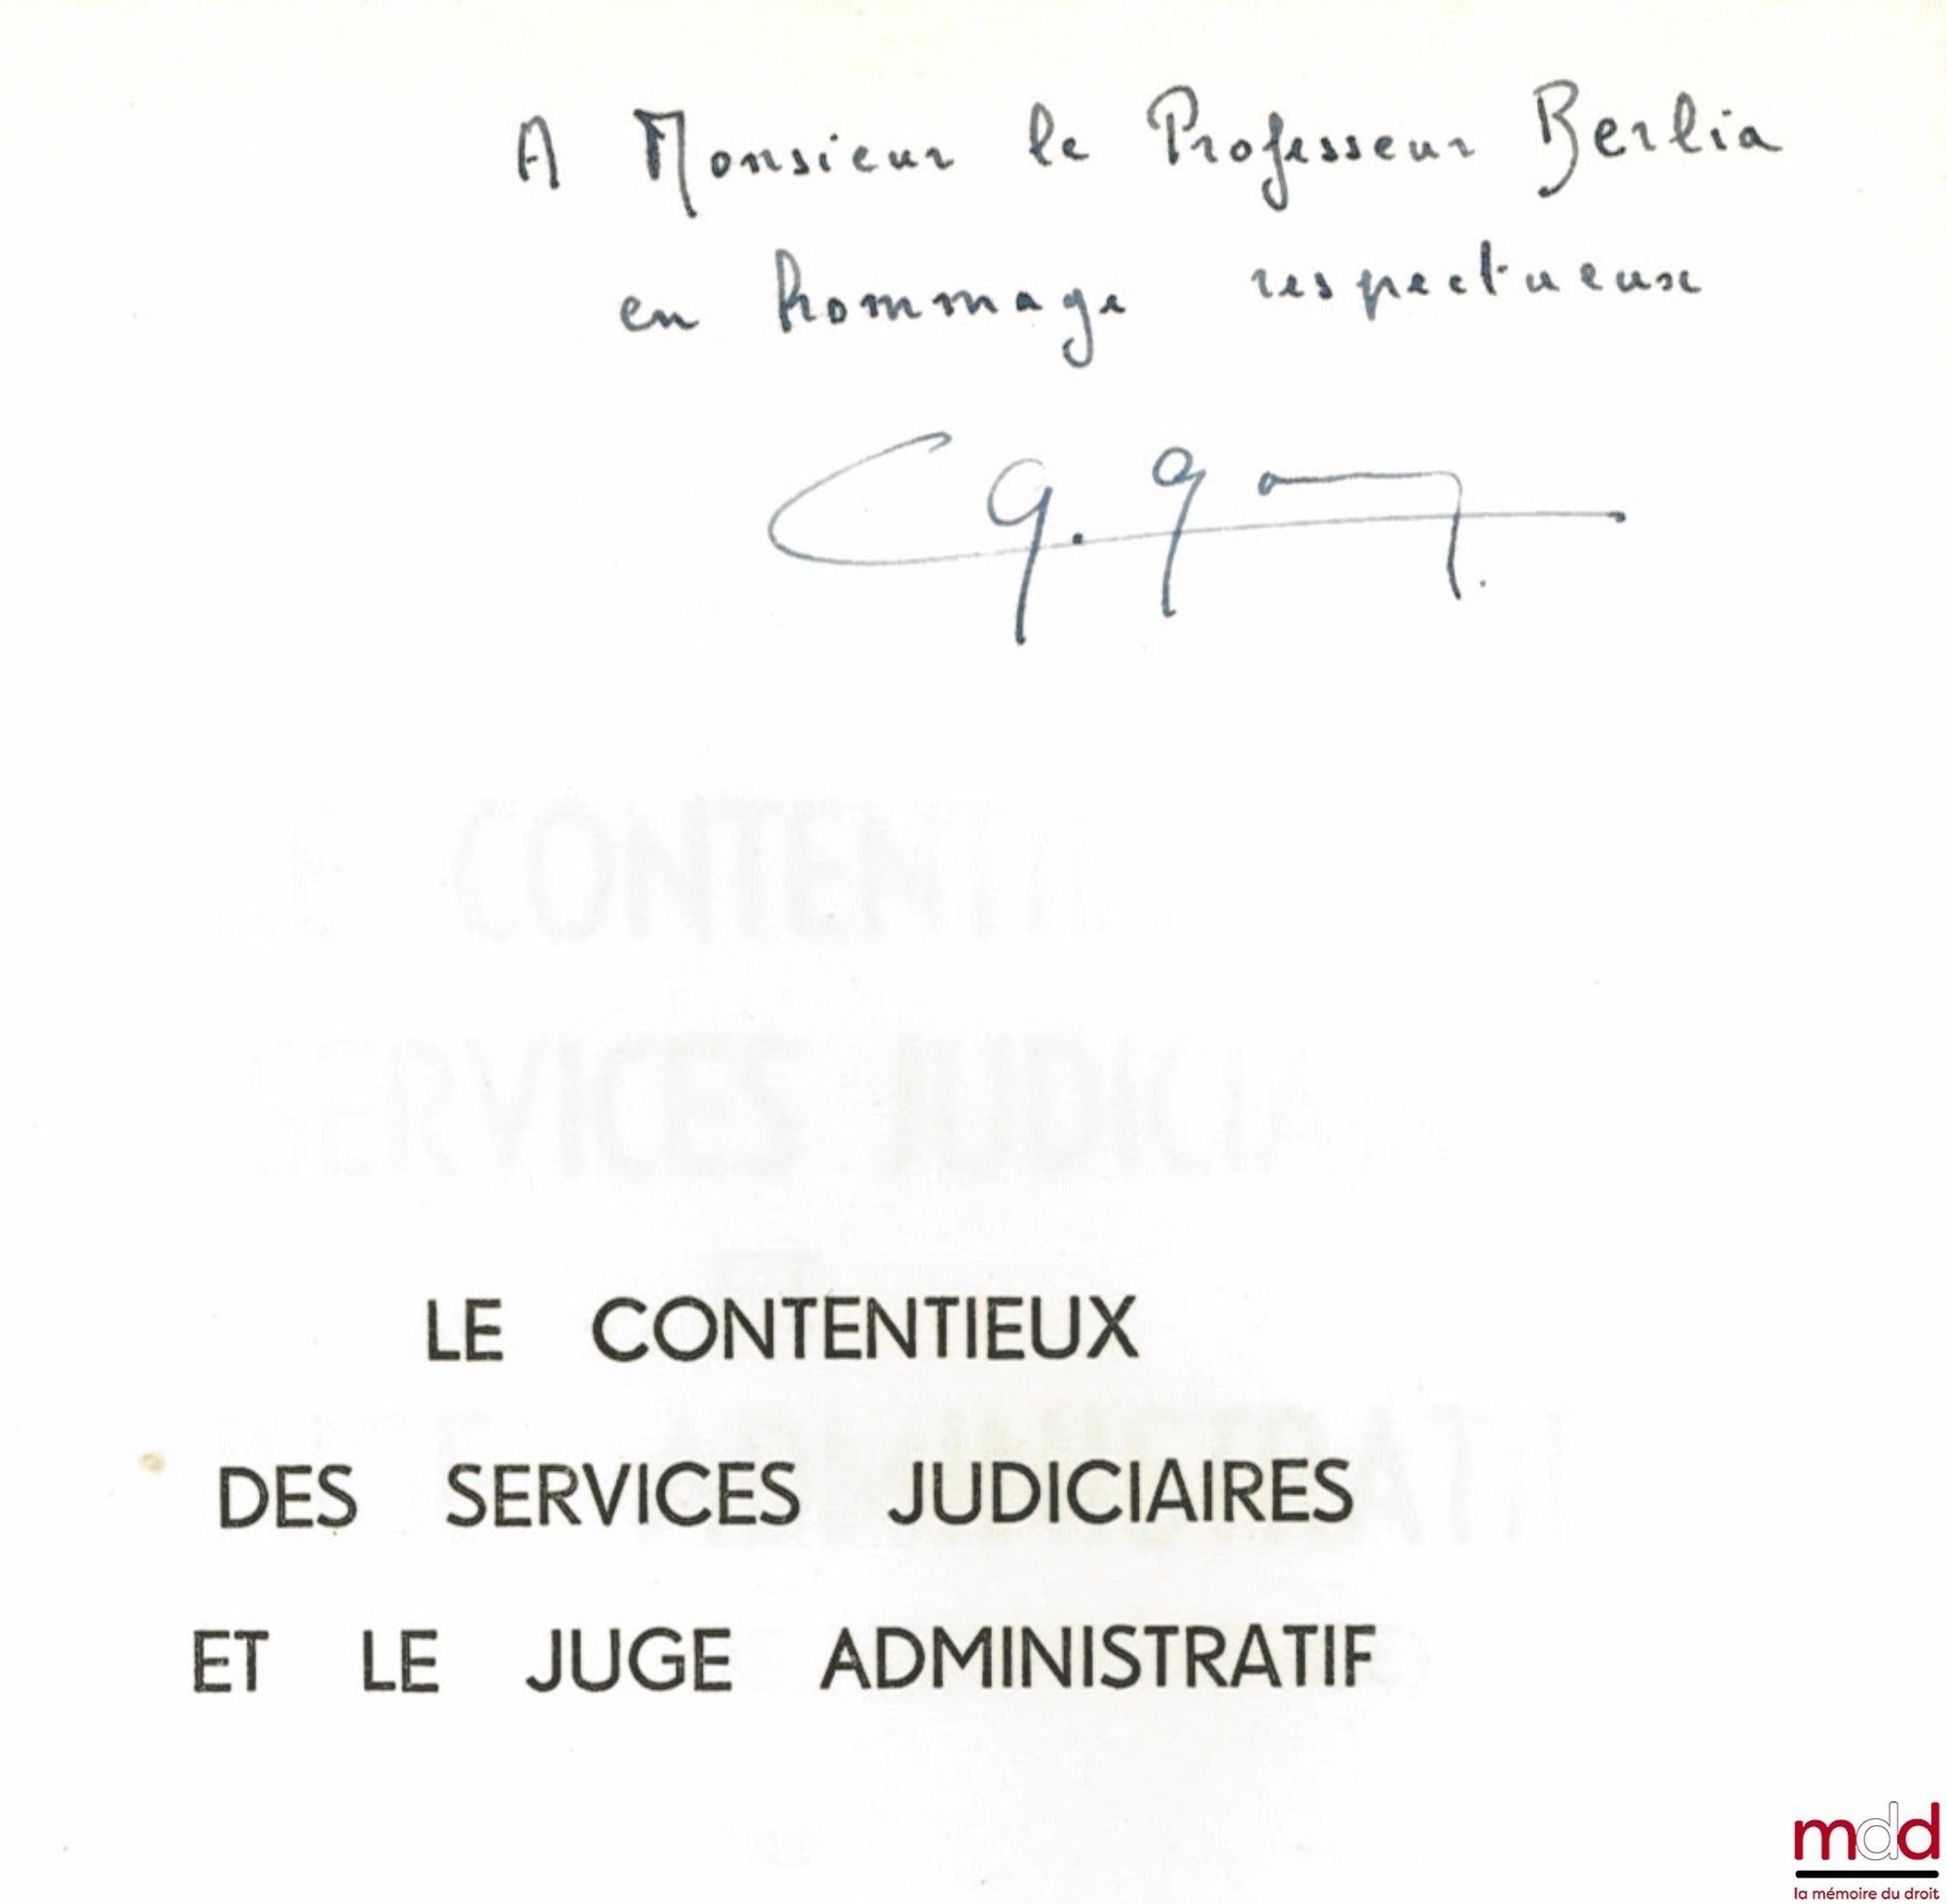 A Monsieur le Professeur Berlia
en hommage respectueux
LE CONTENTIEUX
DES SERVICES JUDICIAIRES
ET LE JUGE ADMINISTRATIF
mdd
la mémoire du droit